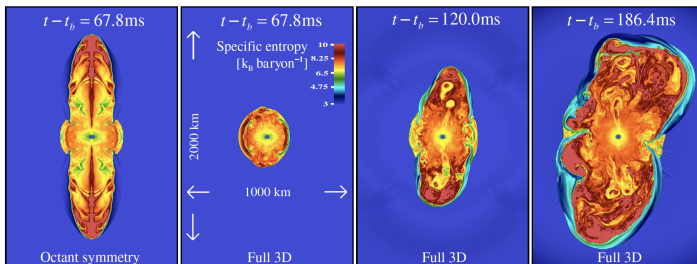 t − t_b = 67.8ms
Octant symmetry
t − t_b = 67.8ms
Specific entropy
[k_B baryon⁻¹]
10
8.25
6.5
4.75
3
2000 km
1000 km
Full 3D
t − t_b = 120.0ms
Full 3D
t − t_b = 186.4ms
Full 3D